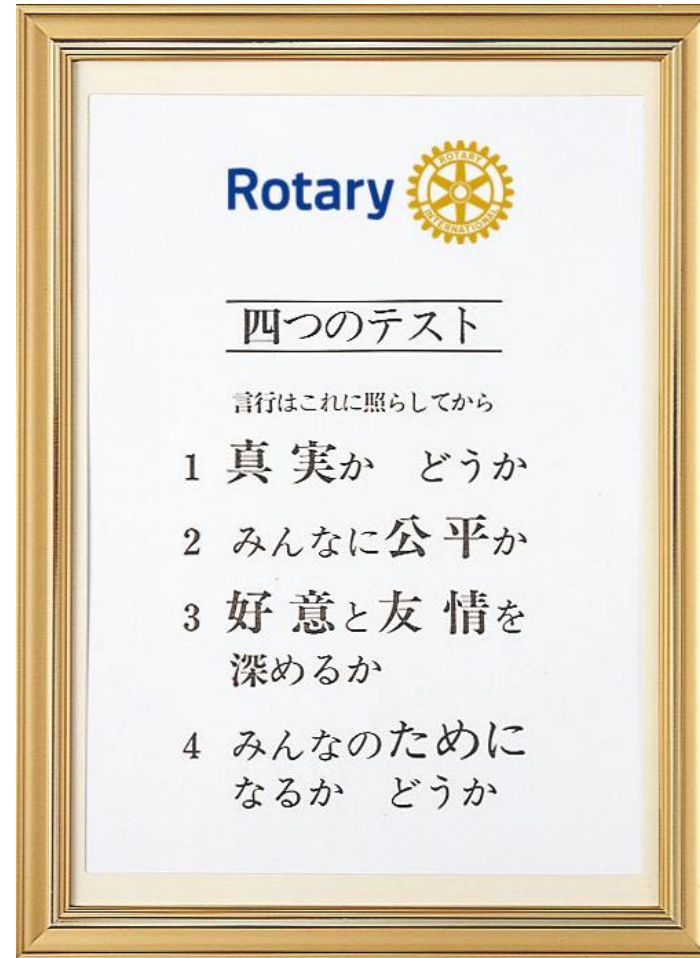 Rotary
ROTARY
INTERNATIONAL
四つのテスト
言行はこれに照らしてから
1 真実か どうか
2 みんなに公平か
3 好意と友情を
深めるか
4 みんなのために
なるか どうか